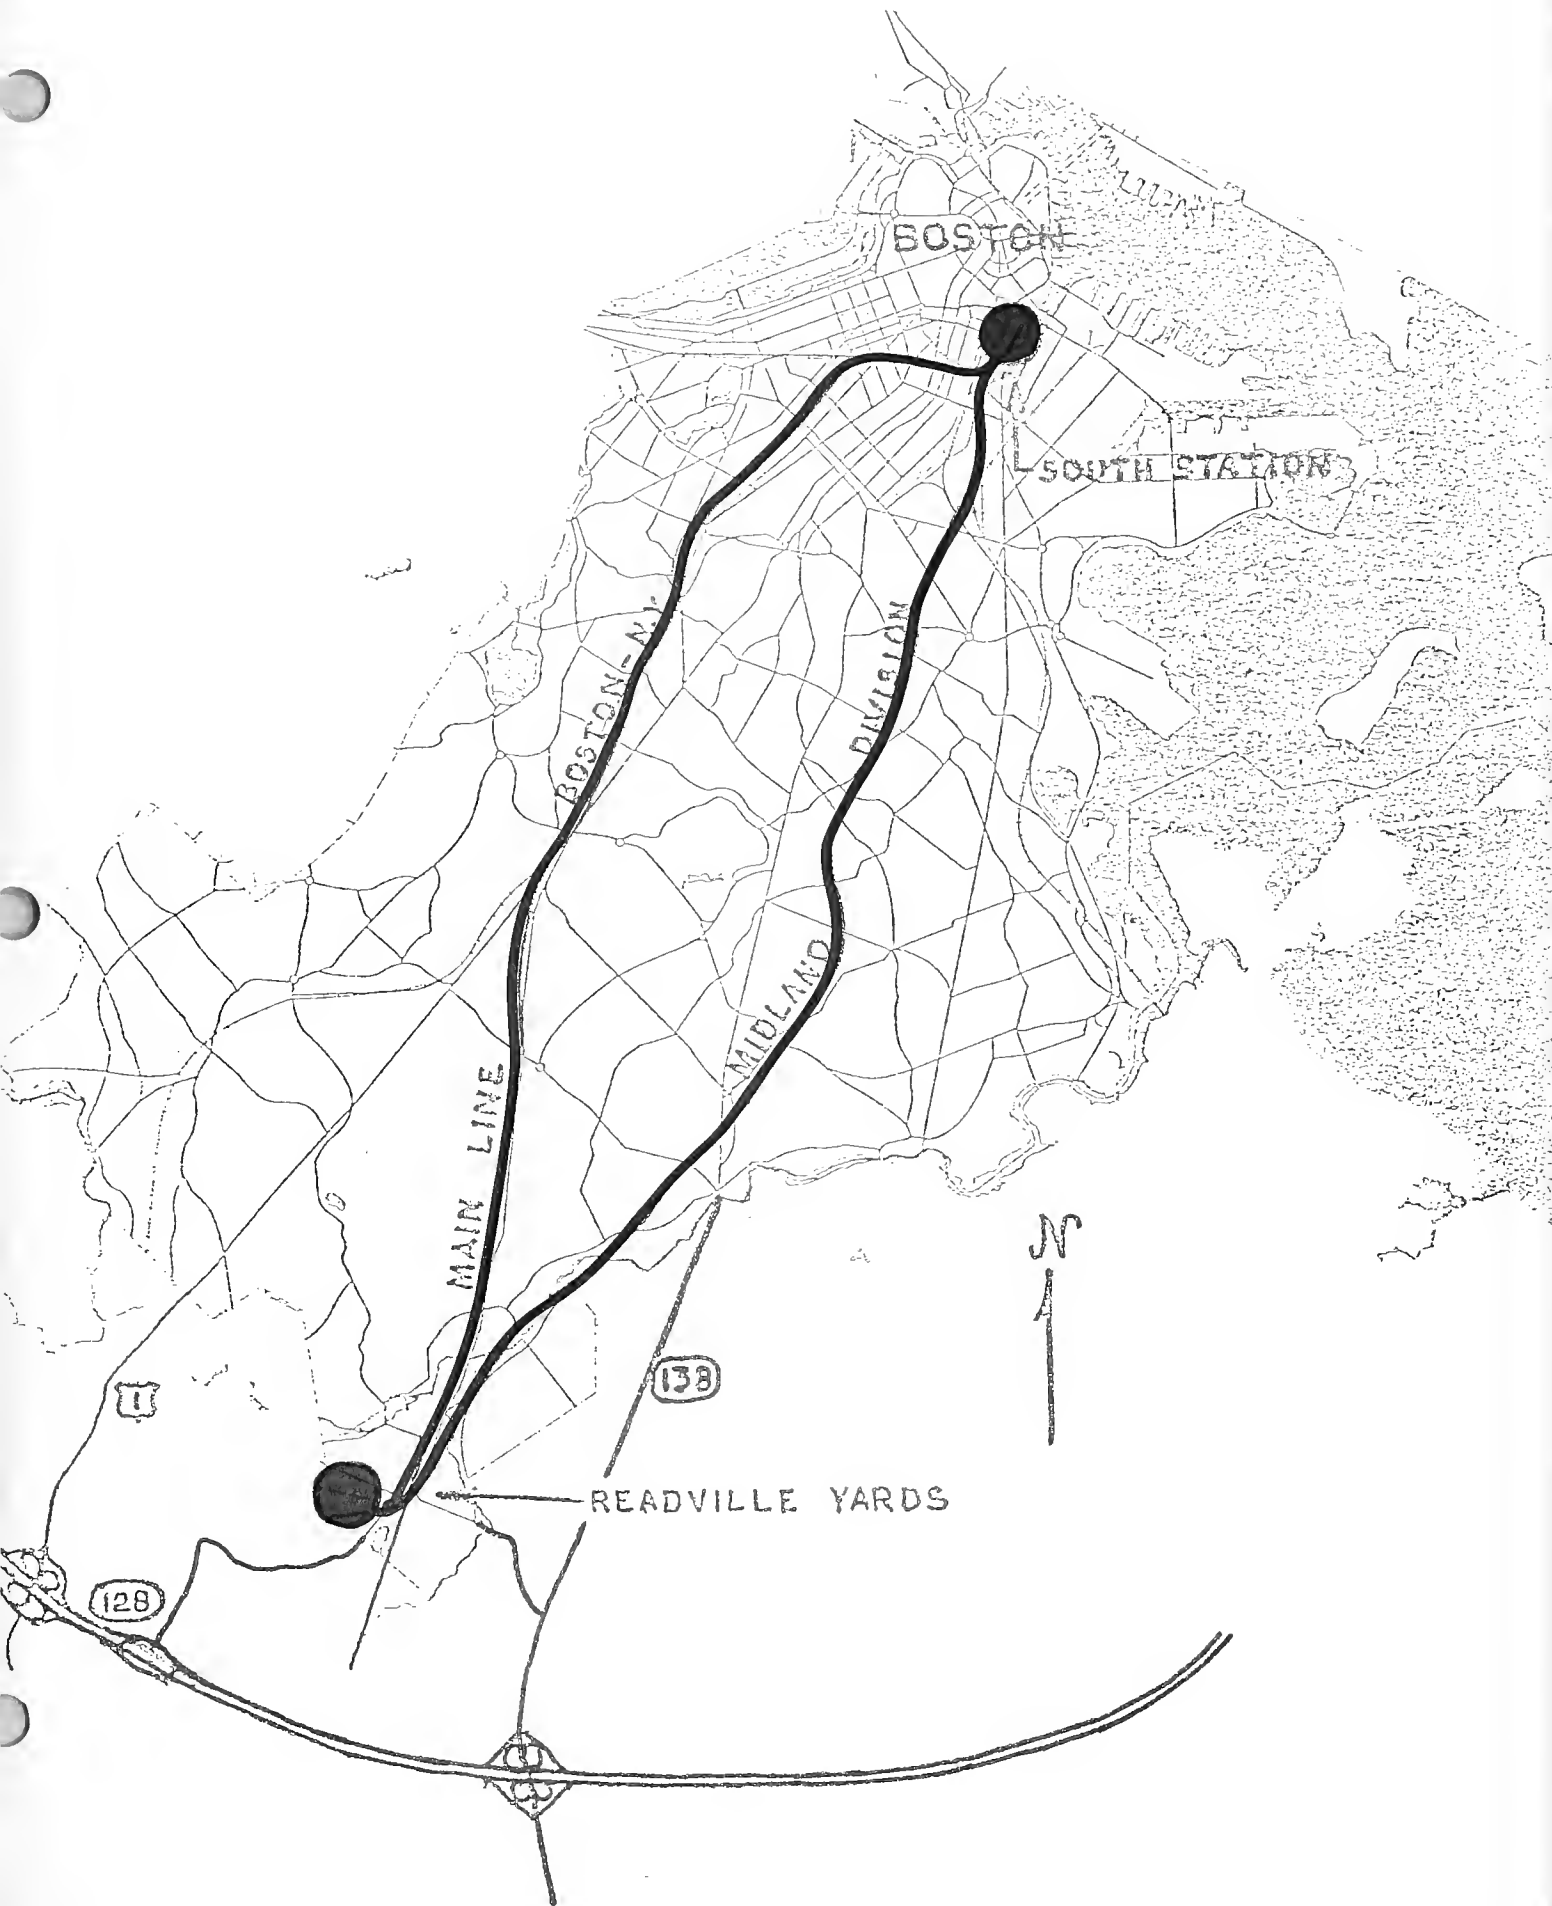 BOSTON
SOUTH STATION
BOSTON-N.Y.
DIVISION
MIDLAND
MAIN LINE
N
138
1
READVILLE YARDS
128